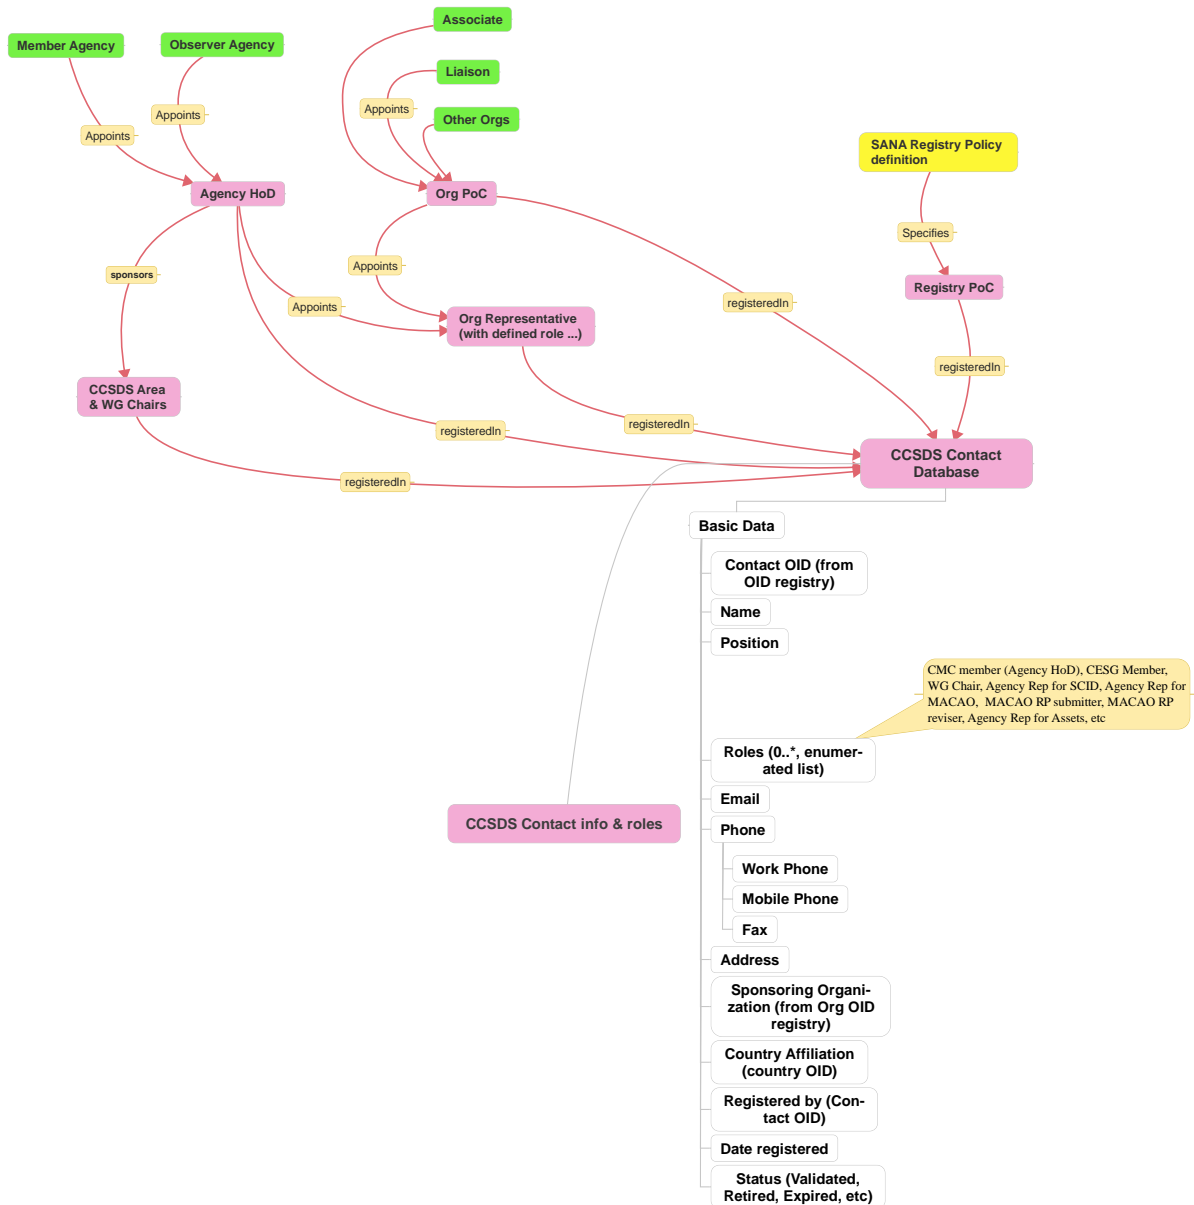 Associate
Member Agency
Observer Agency
Liaison
Appoints
Appoints
Other Orgs
Appoints
SANA Registry Policy
definition
Agency HoD
Org PoC
Specifies
sponsors
Appoints
Registry PoC
Appoints
registeredIn
Org Representative
(with defined role ...)
registeredIn
CCSDS Area
& WG Chairs
registeredIn
registeredIn
CCSDS Contact
Database
registeredIn
Basic Data
Contact OID (from
OID registry)
Name
Position
CMC member (Agency HoD), CESG Member,
WG Chair, Agency Rep for SCID, Agency Rep for
MACAO, MACAO RP submitter, MACAO RP
reviser, Agency Rep for Assets, etc
Roles (0..*, enumer-
ated list)
Email
CCSDS Contact info & roles
Phone
Work Phone
Mobile Phone
Fax
Address
Sponsoring Organi-
zation (from Org OID
registry)
Country Affiliation
(country OID)
Registered by (Con-
tact OID)
Date registered
Status (Validated,
Retired, Expired, etc)